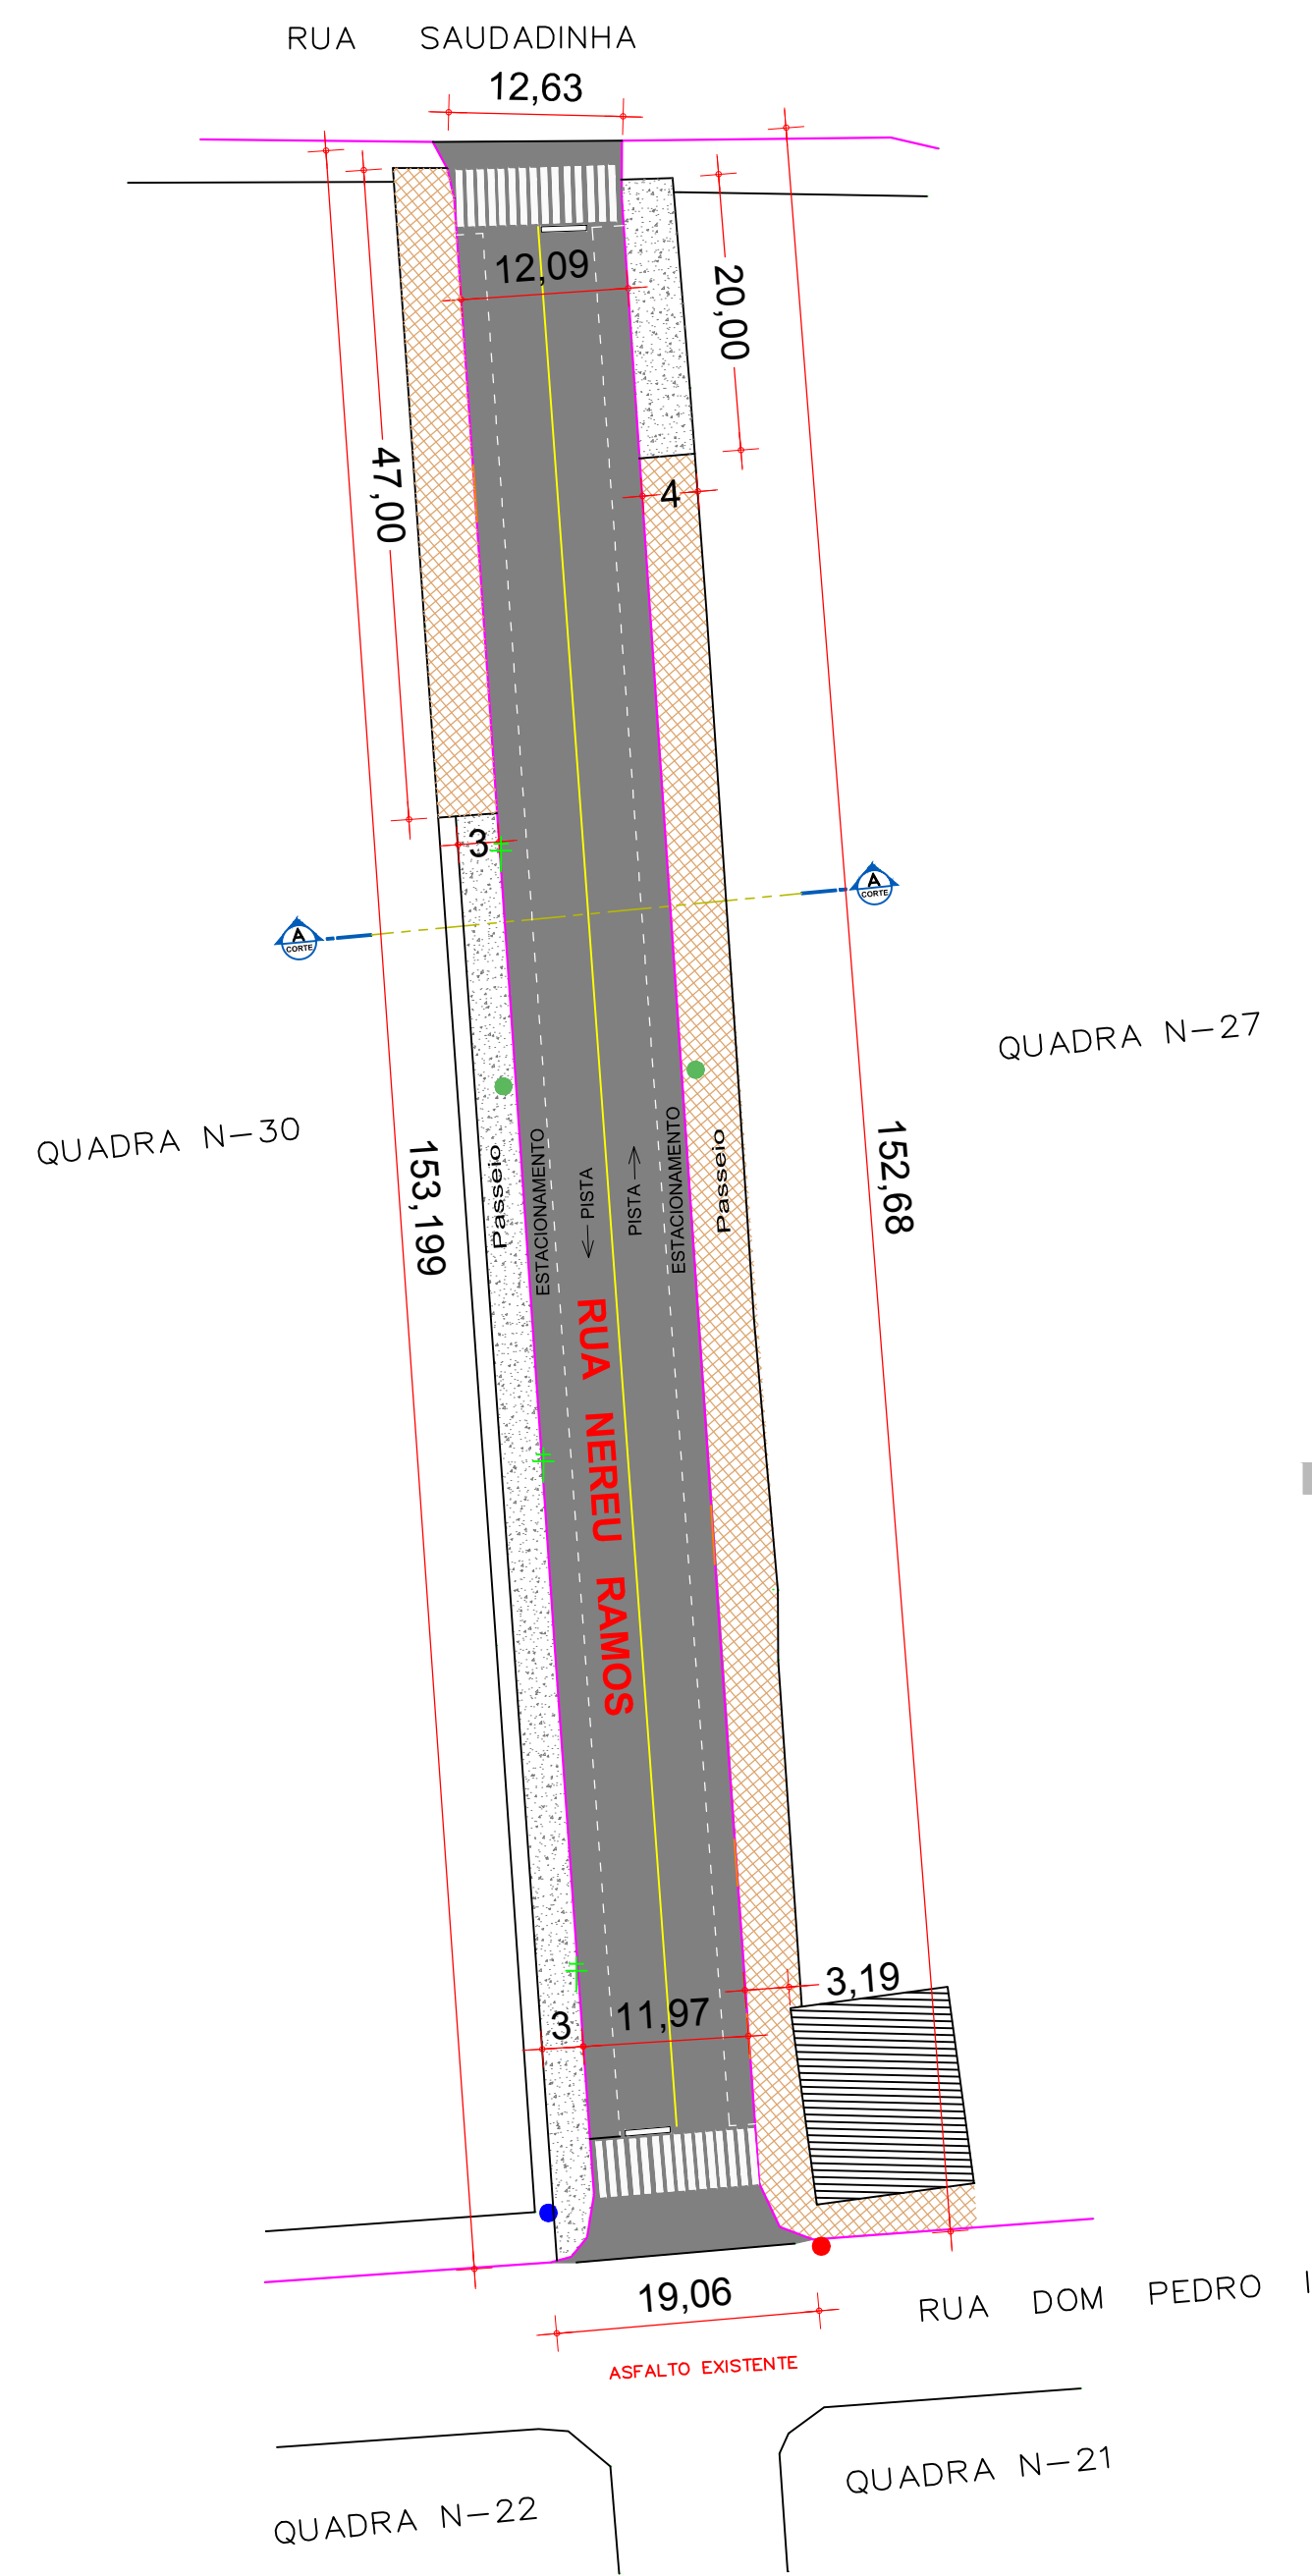 RUA SAUDADINHA
12,63
12,09
20,00
47,00
4
3
A
CORTE
A
CORTE
QUADRA N-27
QUADRA N-30
153,199
152,68
Passeio
ESTACIONAMENTO
PISTA
PISTA
ESTACIONAMENTO
Passeio
RUA NEREU RAMOS
3,19
3
11,97
19,06
RUA DOM PEDRO
ASFALTO EXISTENTE
QUADRA N-21
QUADRA N-22